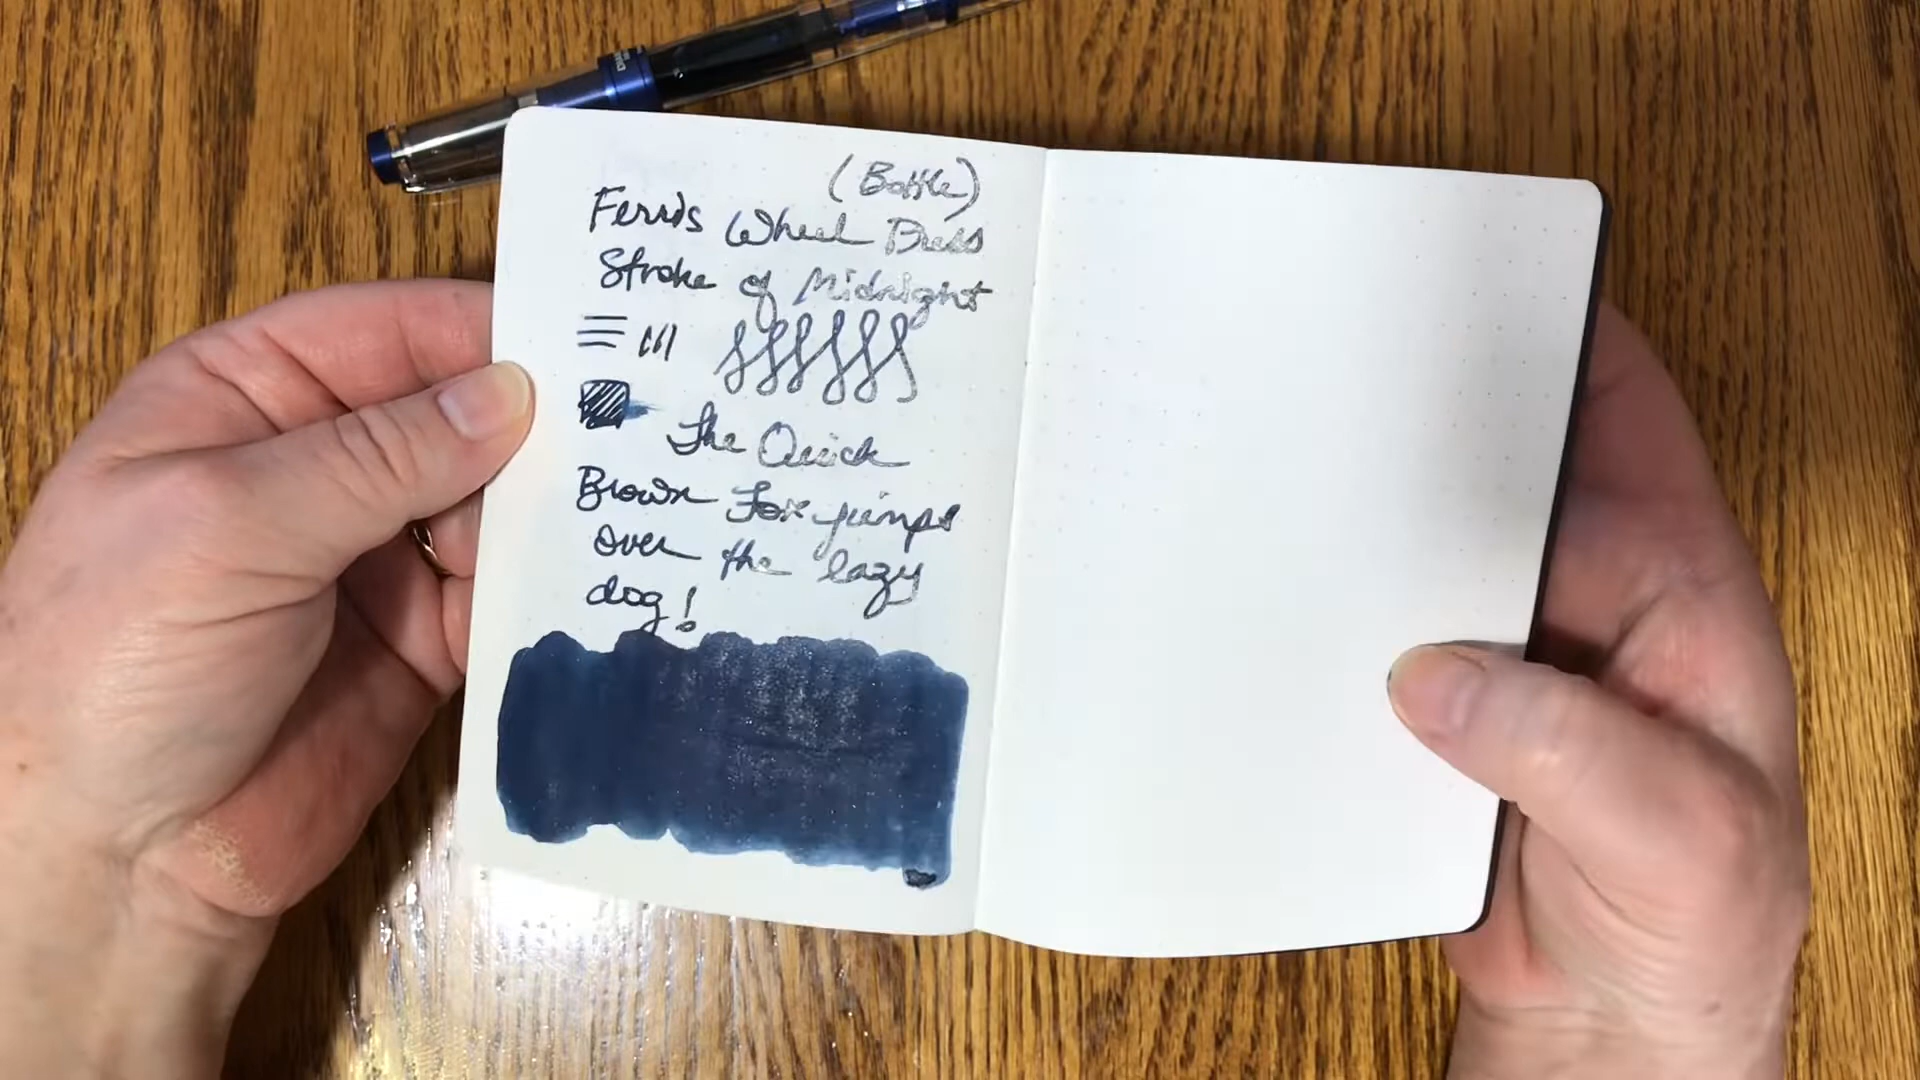 (Bottle)
Ferris Wheel Press
Stroke of Midnight
The Quick
Brown Fox jumps
over the lazy
dog!